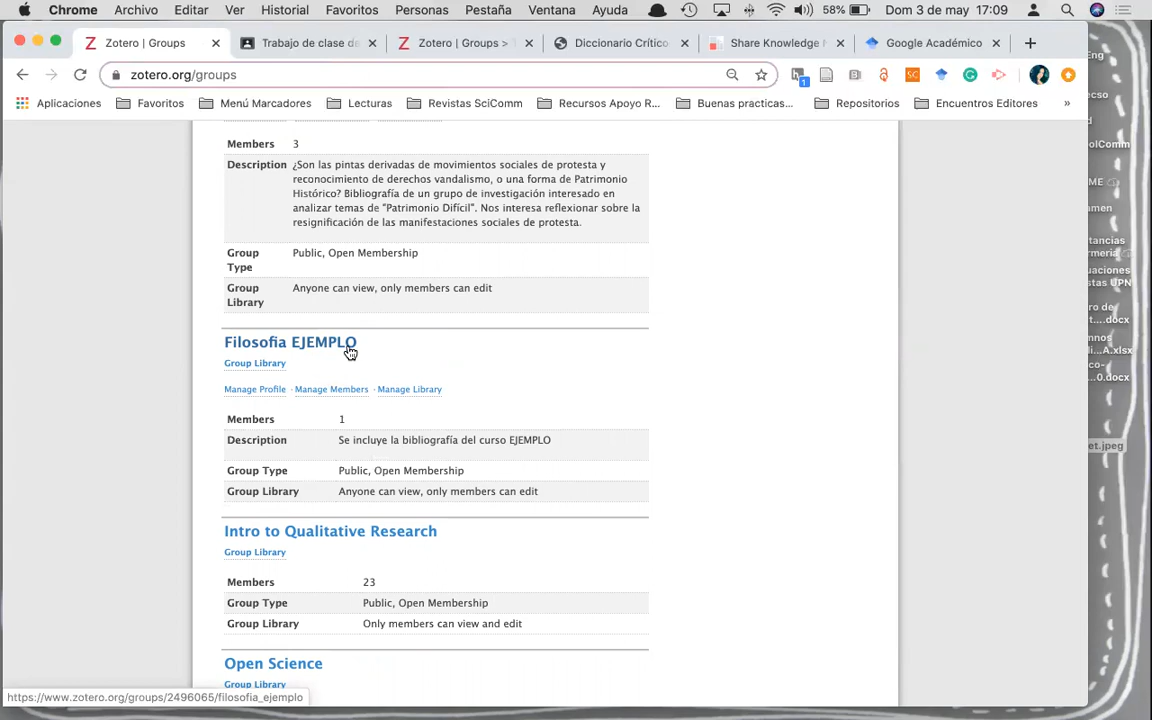 Chrome Archivo Editar Ver Historial Favoritos Personas Pestaña Ventana Ayuda 58% Dom 3 de may 17:09
Zotero | Groups Trabajo de clase de Zotero | Groups > Diccionario Crítico Share Knowledge Google Académico
zotero.org/groups
Aplicaciones Favoritos Menú Marcadores Lecturas Revistas SciComm Recursos Apoyo R... Buenas practicas... Repositorios Encuentros Editores »
Members 3
Description ¿Son las pintas derivadas de movimientos sociales de protesta y
reconocimiento de derechos vandalismo, o una forma de Patrimonio
Histórico? Bibliografía de un grupo de investigación interesado en
analizar temas de "Patrimonio Difícil". Nos interesa reflexionar sobre la
resignificación de las manifestaciones sociales de protesta.
Group Public, Open Membership
Type
Group Anyone can view, only members can edit
Library
Filosofia EJEMPLO
Group Library
Manage Profile · Manage Members · Manage Library
Members 1
Description Se incluye la bibliografía del curso EJEMPLO
Group Type Public, Open Membership
Group Library Anyone can view, only members can edit
Intro to Qualitative Research
Group Library
Members 23
Group Type Public, Open Membership
Group Library Only members can view and edit
Open Science
Group Library
https://www.zotero.org/groups/2496065/filosofia_ejemplo